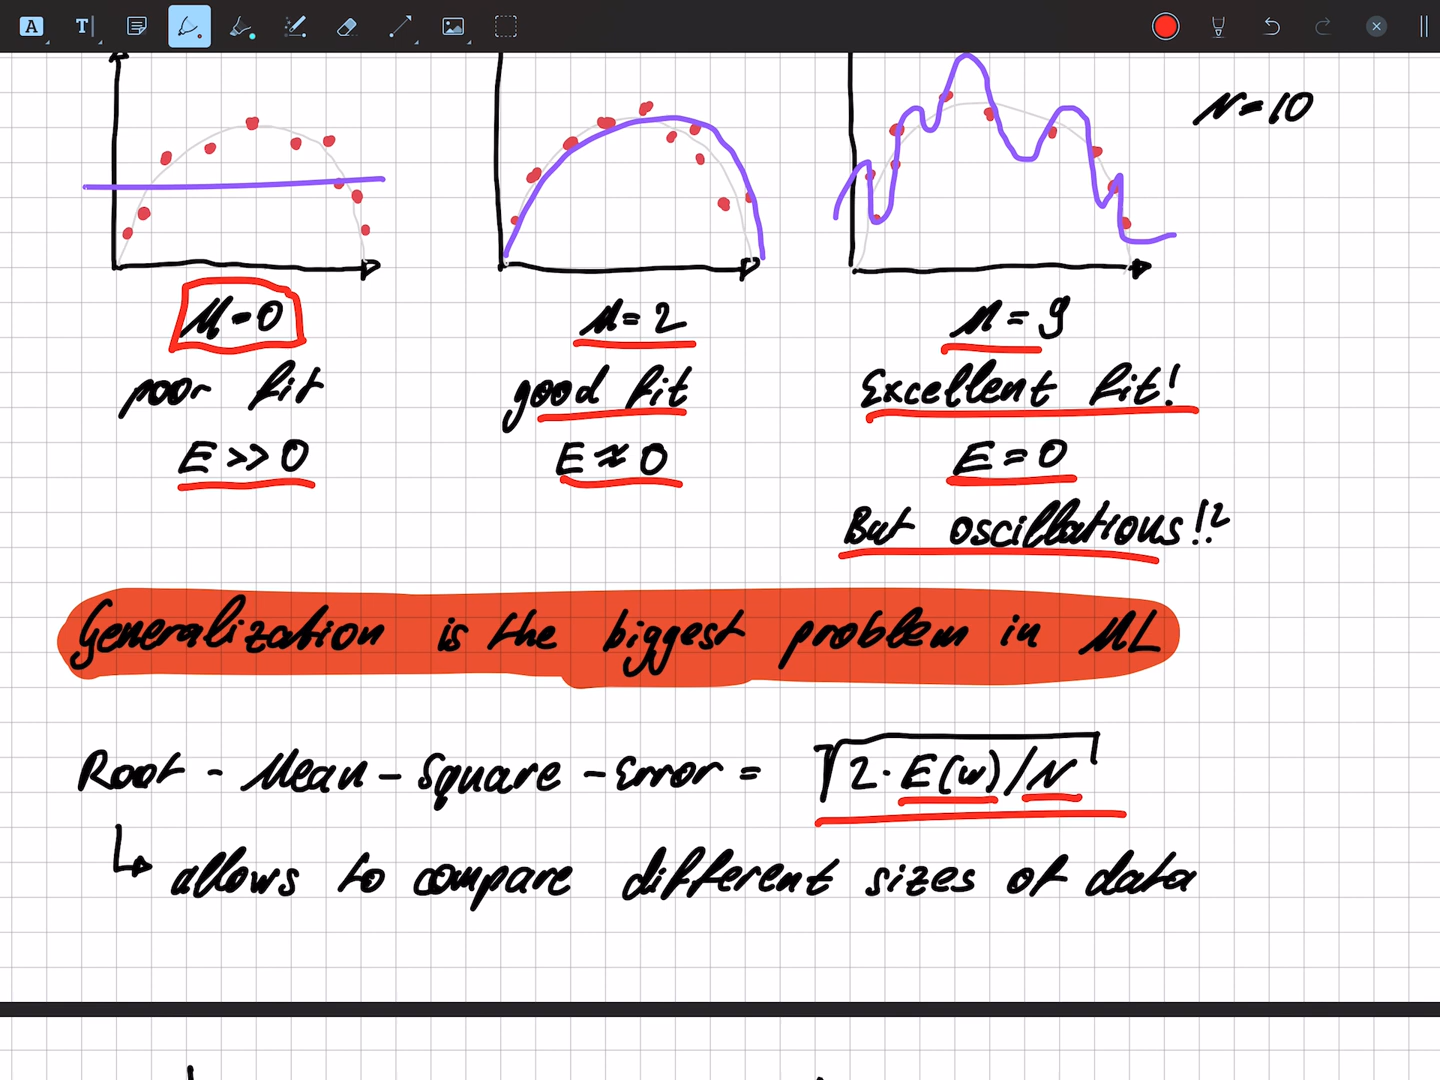 A T
N=10
M=0 M=2 M=9
poor fit good fit Excellent fit!
E>>0 E≈0 E=0
But oscillations!?
Generalization is the biggest problem in ML
Root-Mean-Square-Error = √2·E(w)/N
↳ allows to compare different sizes of data